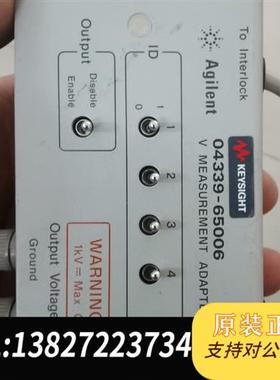 To Interlock
Agilent
KEYSIGHT
04339-65006
V MEASUREMENT ADAPTE
ID
0
1
1
2
3
4
Output
Disable
Enable
WARNING
1kV Max
Output Voltage
Ground
原装正
支持对公
:13827223734